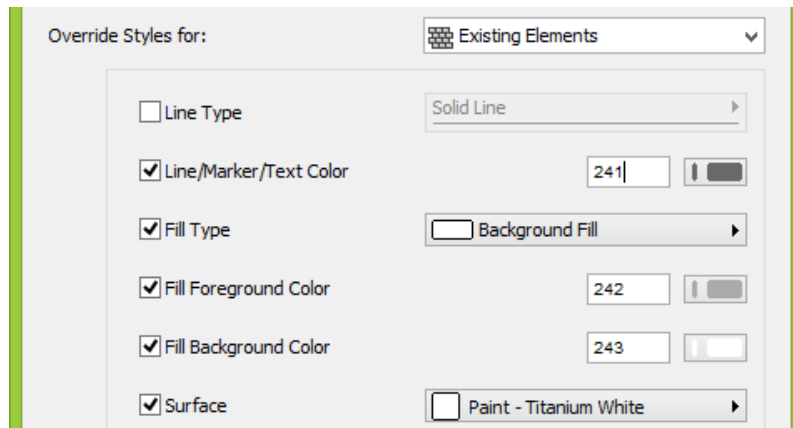 Override Styles for: Existing Elements
Line Type Solid Line
Line/Marker/Text Color 241
Fill Type Background Fill
Fill Foreground Color 242
Fill Background Color 243
Surface Paint - Titanium White